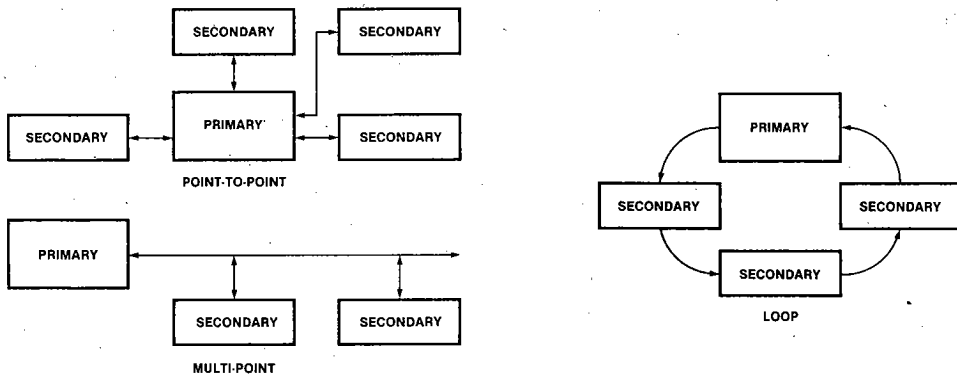 SECONDARY
SECONDARY
SECONDARY
PRIMARY
SECONDARY
POINT-TO-POINT
PRIMARY
SECONDARY
SECONDARY
MULTI-POINT
PRIMARY
SECONDARY
SECONDARY
SECONDARY
LOOP